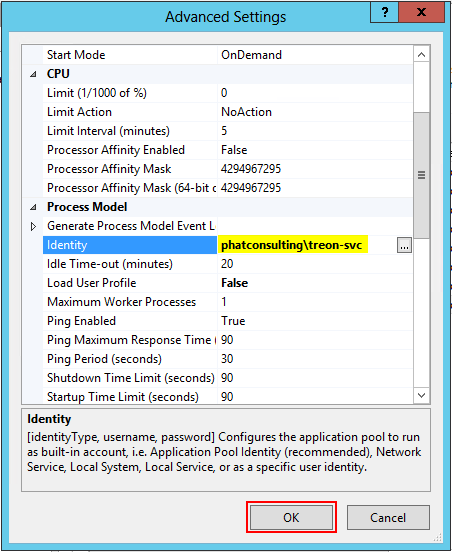 Advanced Settings
?
x
Start Mode OnDemand
CPU
Limit (1/1000 of %) 0
Limit Action NoAction
Limit Interval (minutes) 5
Processor Affinity Enabled False
Processor Affinity Mask 4294967295
Processor Affinity Mask (64-bit o 4294967295
Process Model
Generate Process Model Event L
Identity phatconsulting\treon-svc ...
Idle Time-out (minutes) 20
Load User Profile False
Maximum Worker Processes 1
Ping Enabled True
Ping Maximum Response Time ( 90
Ping Period (seconds) 30
Shutdown Time Limit (seconds) 90
Startup Time Limit (seconds) 90
Identity
[identityType, username, password] Configures the application pool to run
as built-in account, i.e. Application Pool Identity (recommended), Network
Service, Local System, Local Service, or as a specific user identity.
OK Cancel